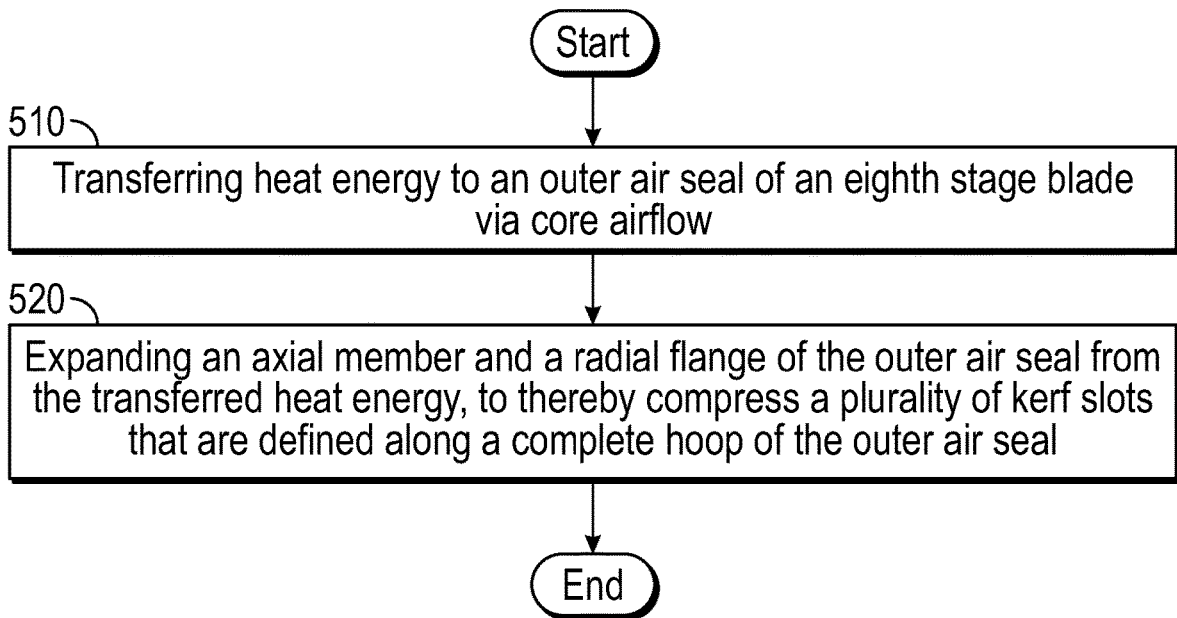 Start
510
Transferring heat energy to an outer air seal of an eighth stage blade
via core airflow
520
Expanding an axial member and a radial flange of the outer air seal from
the transferred heat energy, to thereby compress a plurality of kerf slots
that are defined along a complete hoop of the outer air seal
End